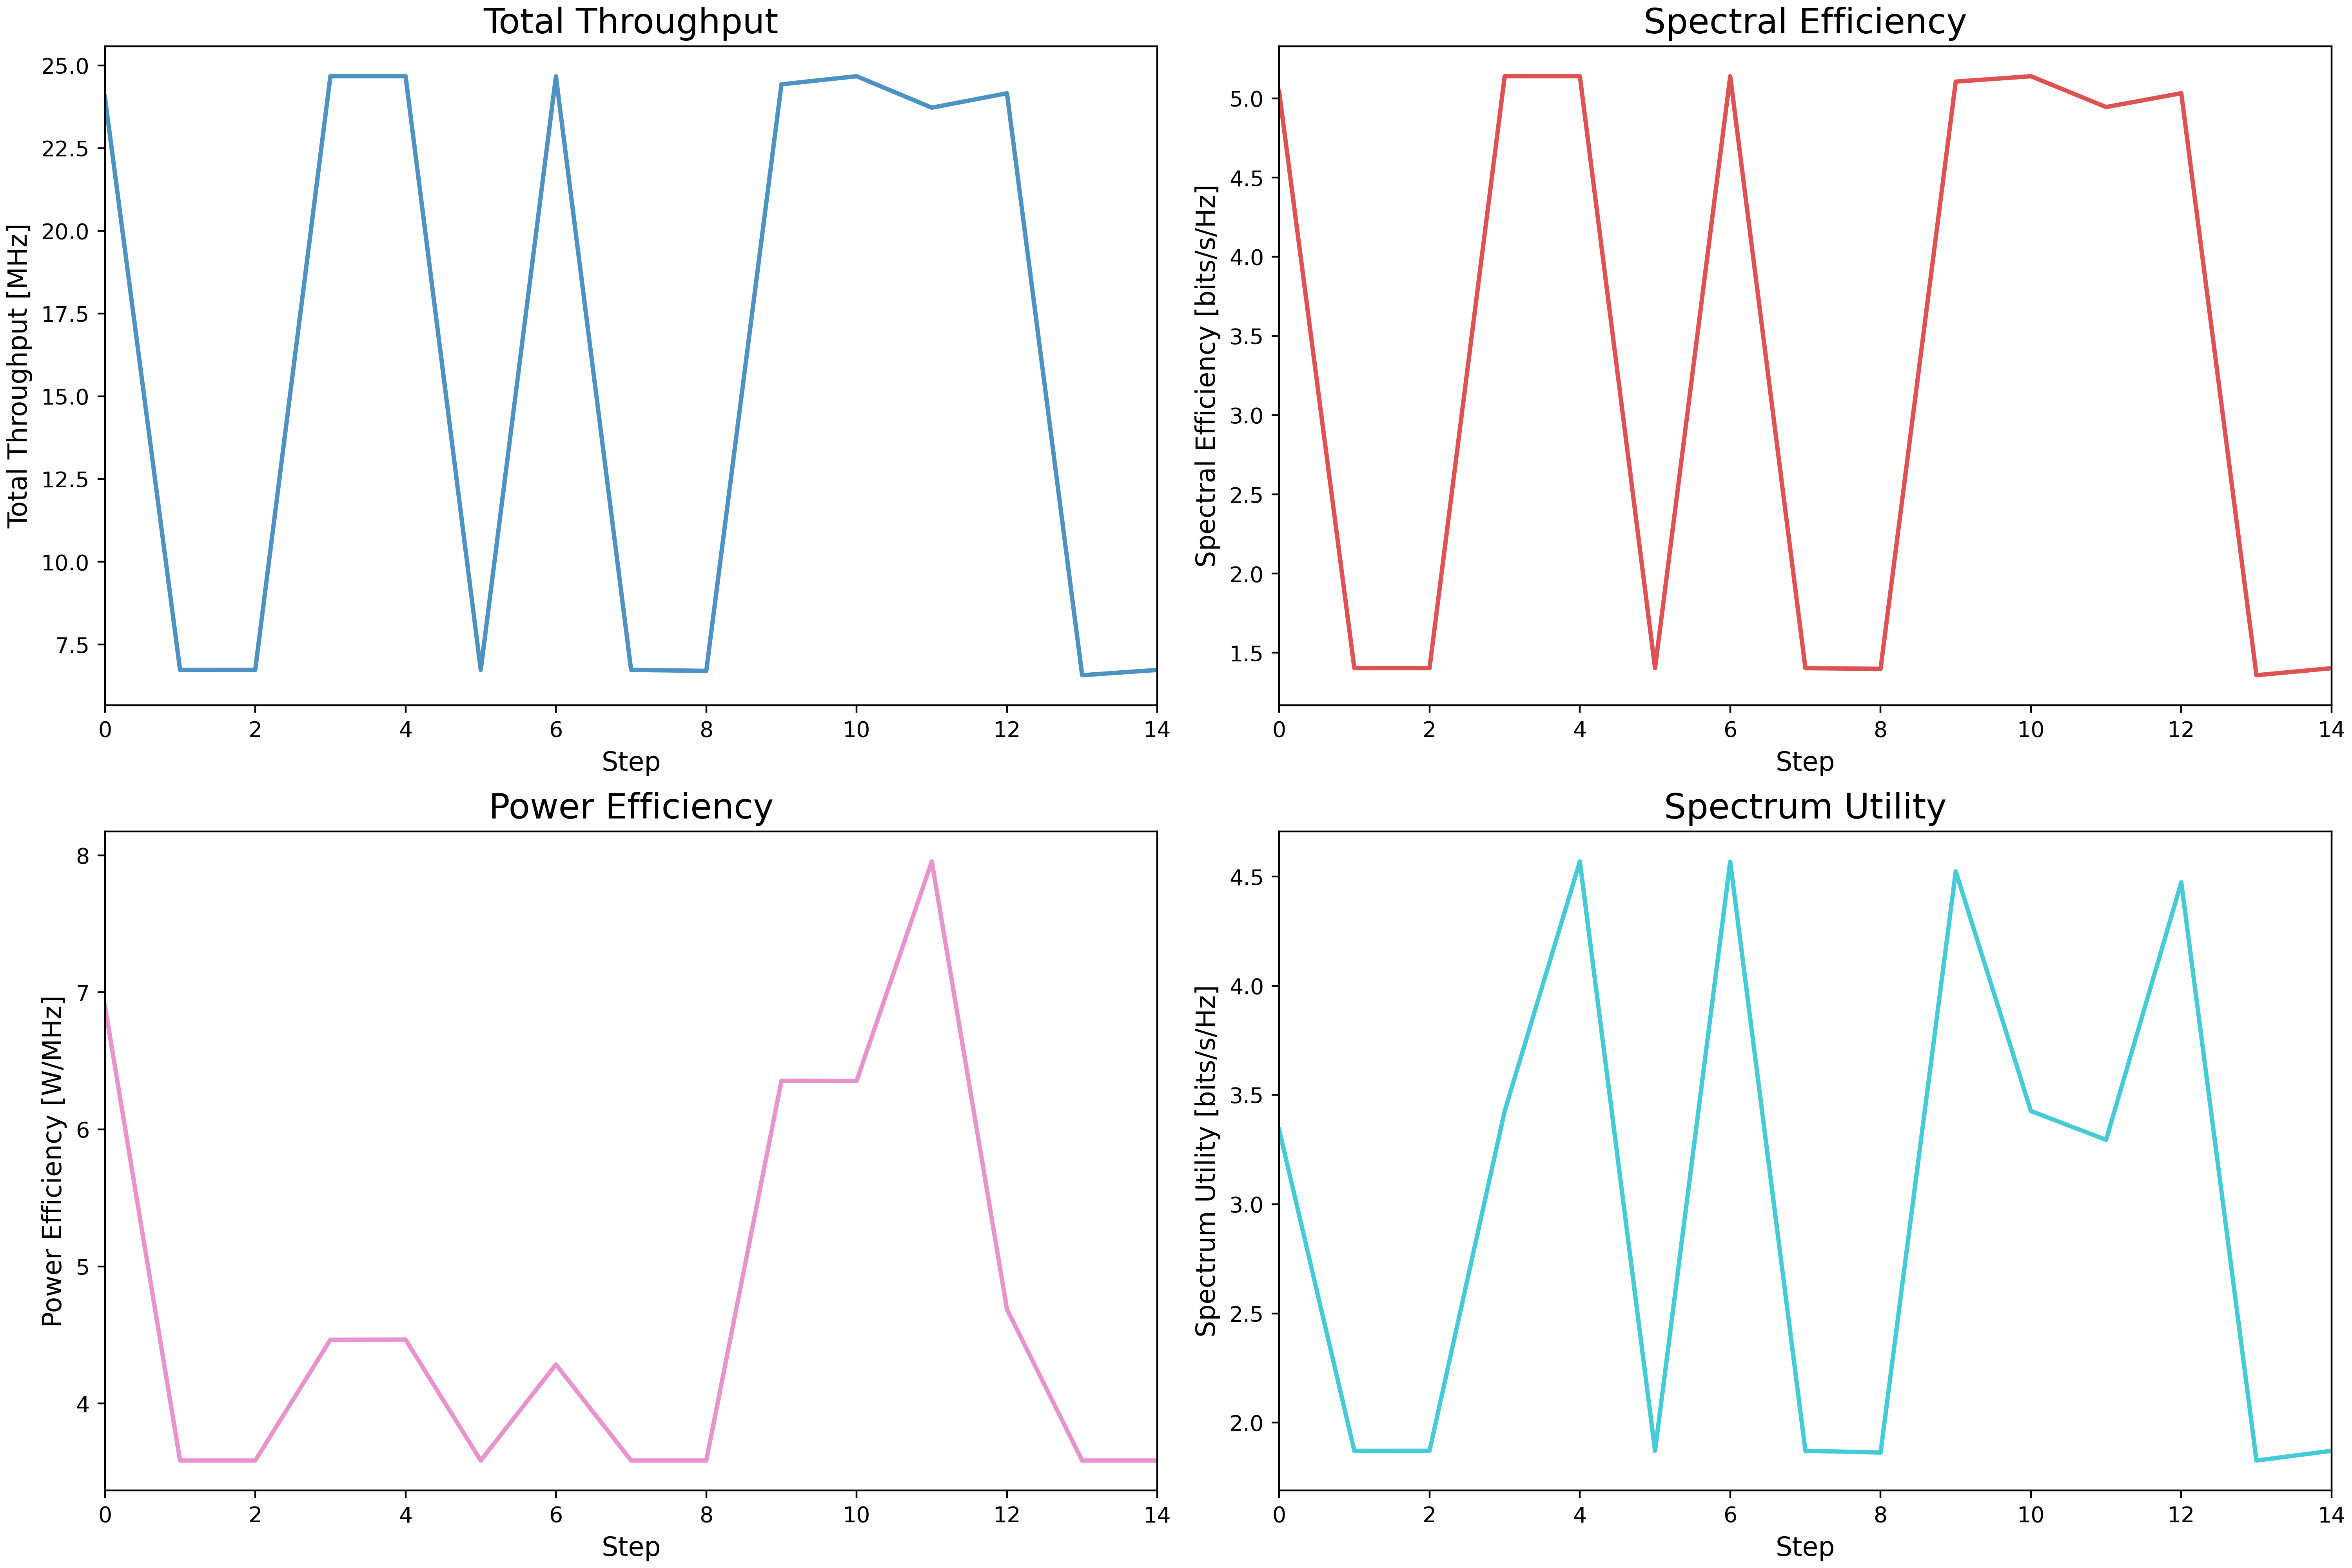 Total Throughput
Total Throughput [MHz]
25.0
22.5
20.0
17.5
15.0
12.5
10.0
7.5
0 2 4 6 8 10 12 14
Step
Spectral Efficiency
Spectral Efficiency [bits/s/Hz]
5.0
4.5
4.0
3.5
3.0
2.5
2.0
1.5
0 2 4 6 8 10 12 14
Step
Power Efficiency
Power Efficiency [W/MHz]
8
7
6
5
4
0 2 4 6 8 10 12 14
Step
Spectrum Utility
Spectrum Utility [bits/s/Hz]
4.5
4.0
3.5
3.0
2.5
2.0
0 2 4 6 8 10 12 14
Step